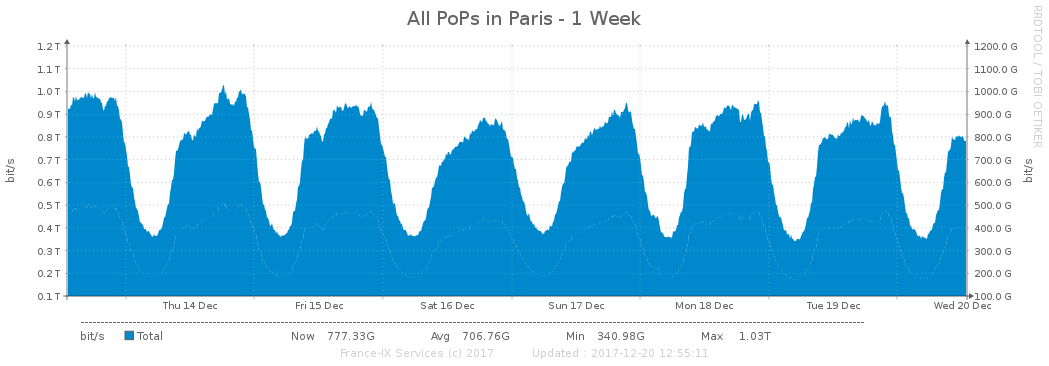 All PoPs in Paris - 1 Week
RRDTOOL / TOBI OETIKER
bit/s
1.2 T
1.1 T
1.0 T
0.9 T
0.8 T
0.7 T
0.6 T
0.5 T
0.4 T
0.3 T
0.2 T
0.1 T
1200.0 G
1100.0 G
1000.0 G
900.0 G
800.0 G
700.0 G
600.0 G
500.0 G
400.0 G
300.0 G
200.0 G
100.0 G
bit/s
Thu 14 Dec Fri 15 Dec Sat 16 Dec Sun 17 Dec Mon 18 Dec Tue 19 Dec Wed 20 Dec
bit/s Total Now 777.33G Avg 706.76G Min 340.98G Max 1.03T
France-IX Services (c) 2017 Updated : 2017-12-20 12:55:11